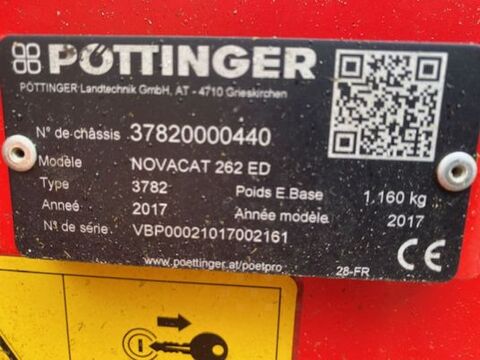 PÖTTINGER
PÖTTINGER Landtechnik GmbH, AT - 4710 Grieskirchen
N° de châssis 37820000440
Modèle NOVACAT 262 ED
Type 3782 Poids E.Base 1.160 kg
Anneé 2017 Année modèle 2017
N° de série. VBP00021017002161
www.poettinger.at/poetpro
28-FR CE